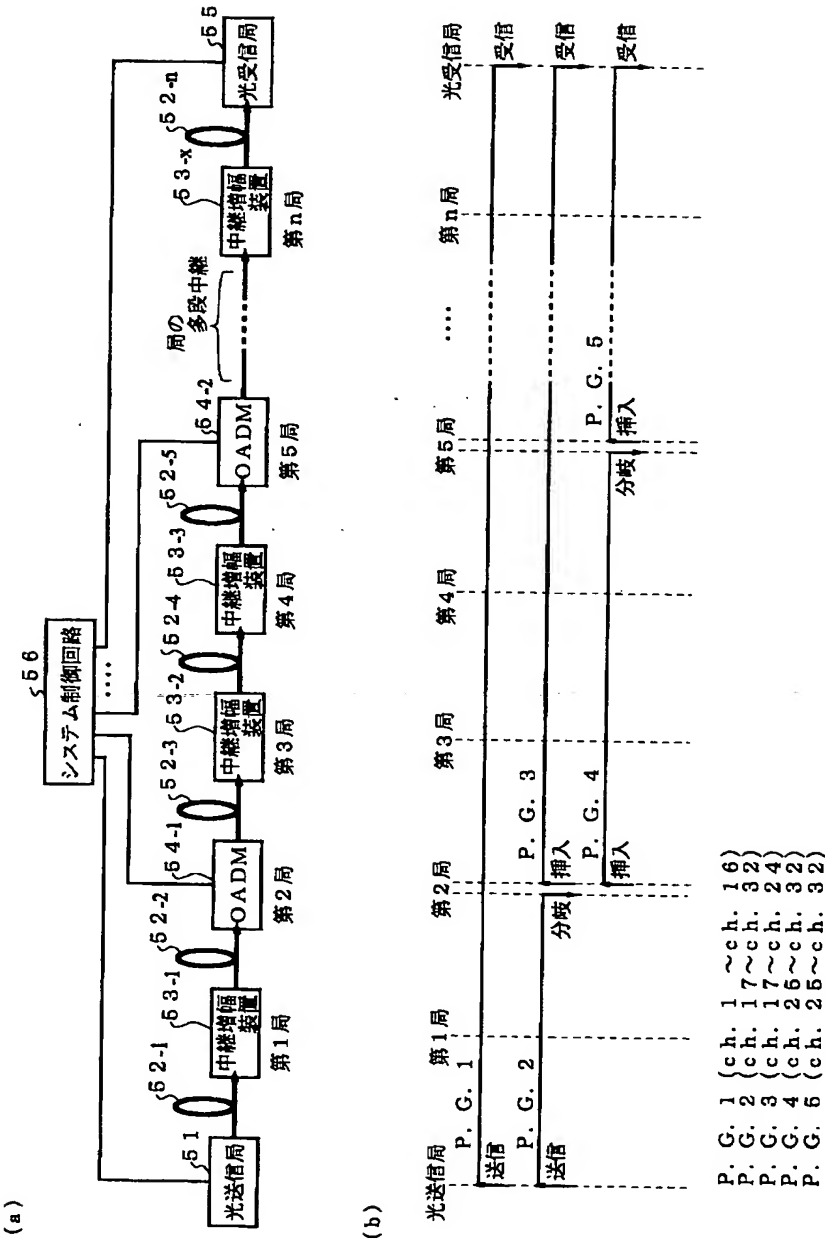 (a)
56
システム制御回路
....
51
光送信局
52-1
53-1
中継増幅
装置
第1局
52-2
54-1
OADM
第2局
52-3
53-2
中継増幅
装置
第3局
52-4
53-3
中継増幅
装置
第4局
52-5
54-2
OADM
第5局
局の
多段中継
53-x
中継増幅
装置
第n局
52-n
55
光受信局
(b)
光送信局
第1局
第2局
第3局
第4局
第5局
....
第n局
光受信局
P. G. 1
送信
受信
P. G. 2
送信
分岐
P. G. 3
挿入
受信
P. G. 4
挿入
分岐
P. G. 5
挿入
受信
P. G. 1 (ch. 1 ~ch. 16)
P. G. 2 (ch. 17~ch. 32)
P. G. 3 (ch. 17~ch. 24)
P. G. 4 (ch. 25~ch. 32)
P. G. 5 (ch. 25~ch. 32)